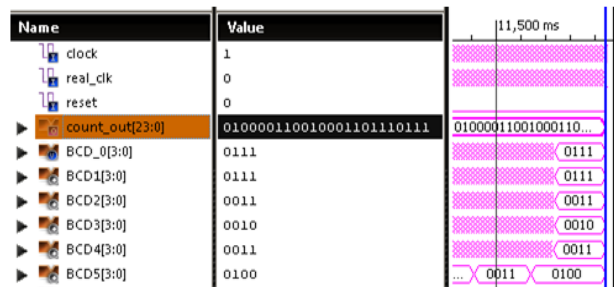 Name Value 11,500 ms
clock 1
real_clk 0
reset 0
count_out[23:0] 010000110010001101110111 01000011001000110...
BCD_0[3:0] 0111 0111
BCD1[3:0] 0111 0111
BCD2[3:0] 0011 0011
BCD3[3:0] 0010 0010
BCD4[3:0] 0011 0011
BCD5[3:0] 0100 ... 0011 0100